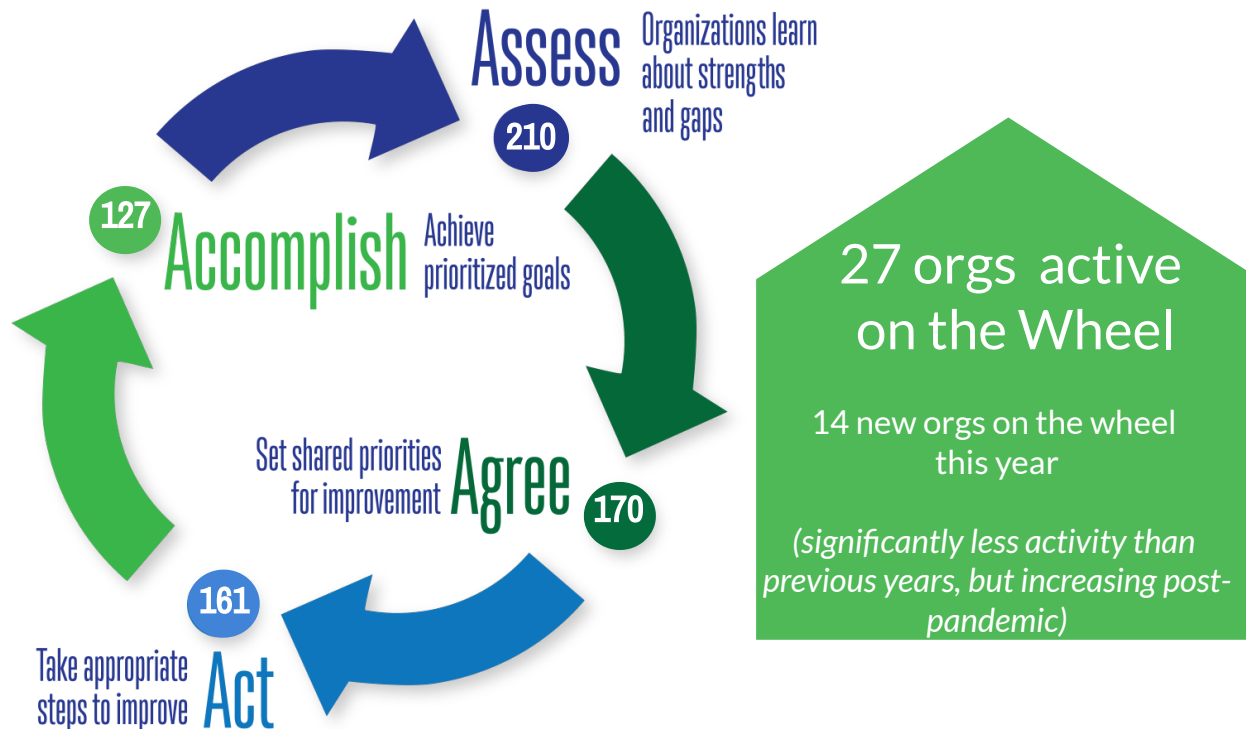 Assess
Organizations learn
about strengths
and gaps
210
127
Accomplish
Achieve
prioritized goals
Set shared priorities
for improvement
Agree
170
161
Take appropriate
steps to improve
Act
27 orgs active
on the Wheel
14 new orgs on the wheel
this year
(significantly less activity than
previous years, but increasing post-
pandemic)